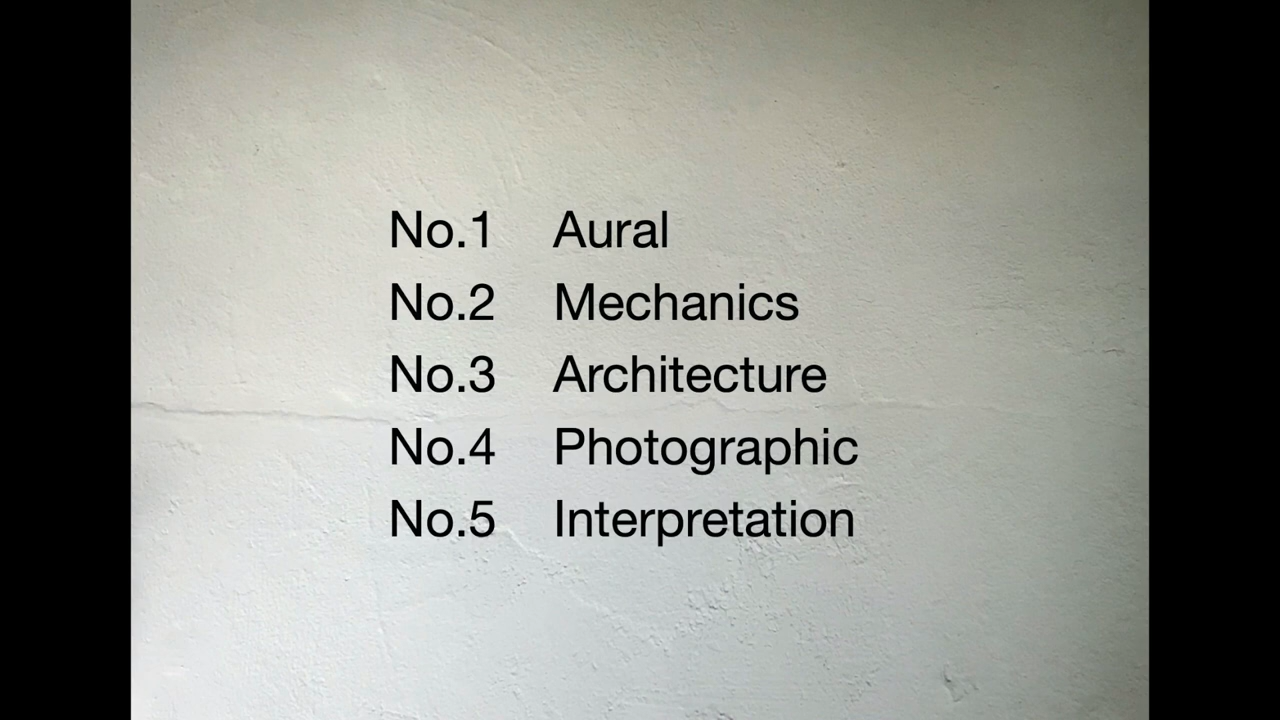 No.1 Aural
No.2 Mechanics
No.3 Architecture
No.4 Photographic
No.5 Interpretation